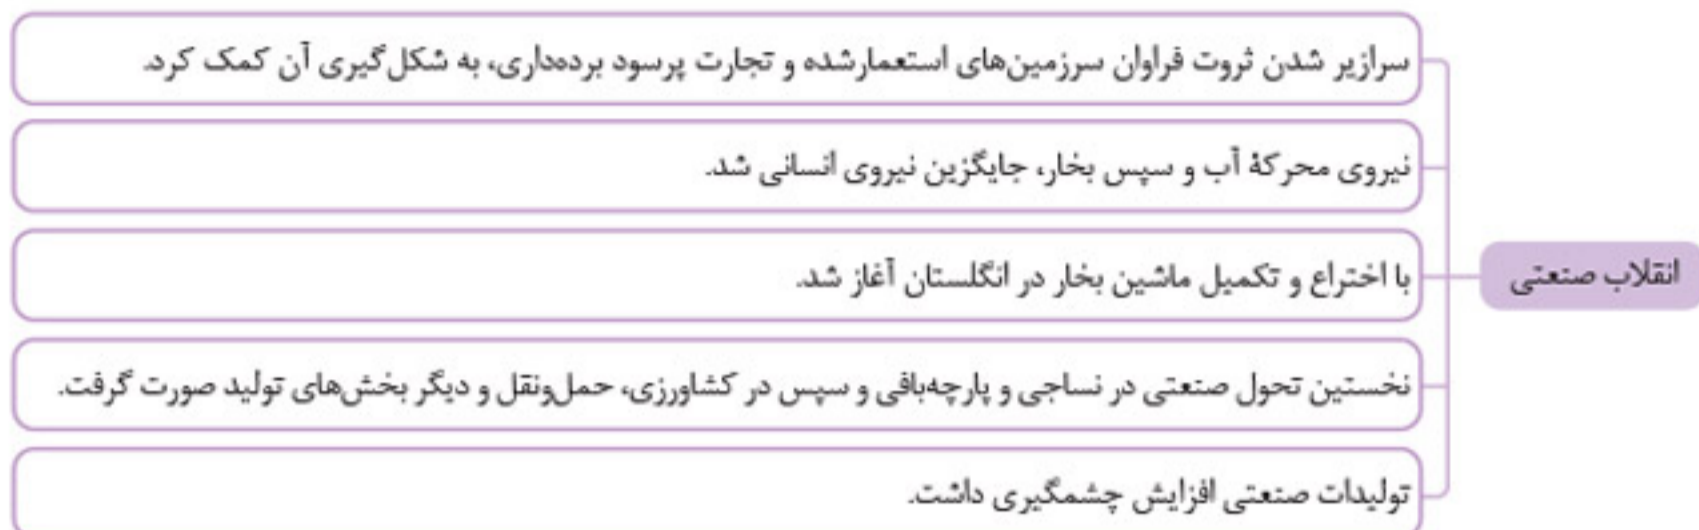 انقلاب صنعتی
سرازیر شدن ثروت فراوان سرزمین‌های استعمارشده و تجارت پرسود برده‌داری، به شکل‌گیری آن کمک کرد.
نیروی محرکهٔ آب و سپس بخار، جایگزین نیروی انسانی شد.
با اختراع و تکمیل ماشین بخار در انگلستان آغاز شد.
نخستین تحول صنعتی در نساجی و پارچه‌بافی و سپس در کشاورزی، حمل‌ونقل و دیگر بخش‌های تولید صورت گرفت.
تولیدات صنعتی افزایش چشمگیری داشت.